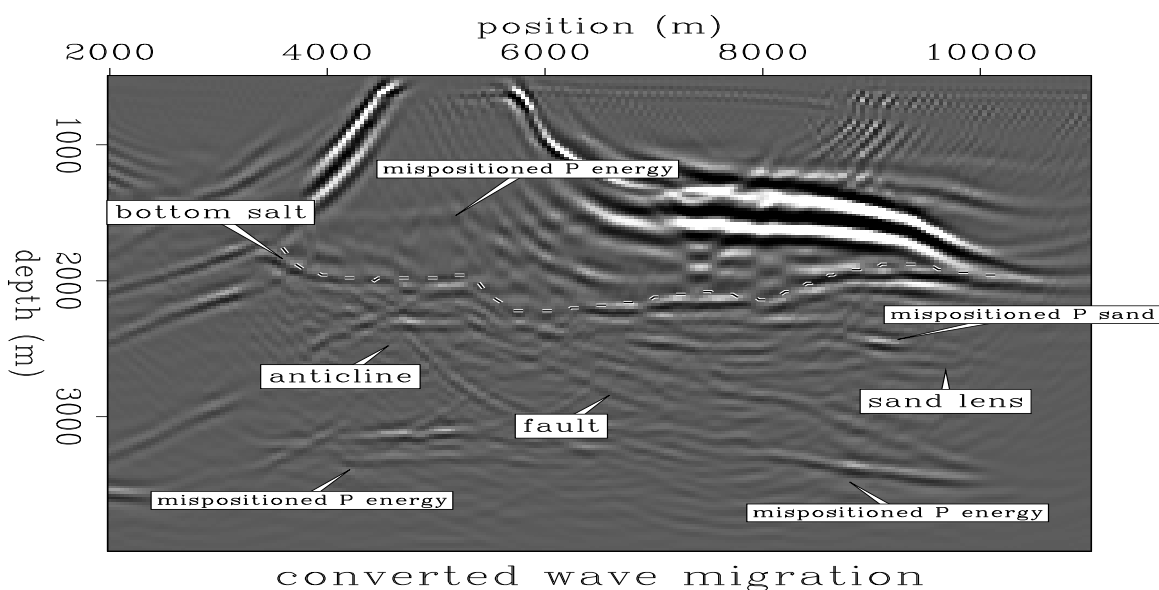 position (m)
2000 4000 6000 8000 10000
1000
mispositioned P energy
bottom salt
depth (m)
2000
mispositioned P sand
anticline
sand lens
3000
fault
mispositioned P energy
mispositioned P energy
converted wave migration